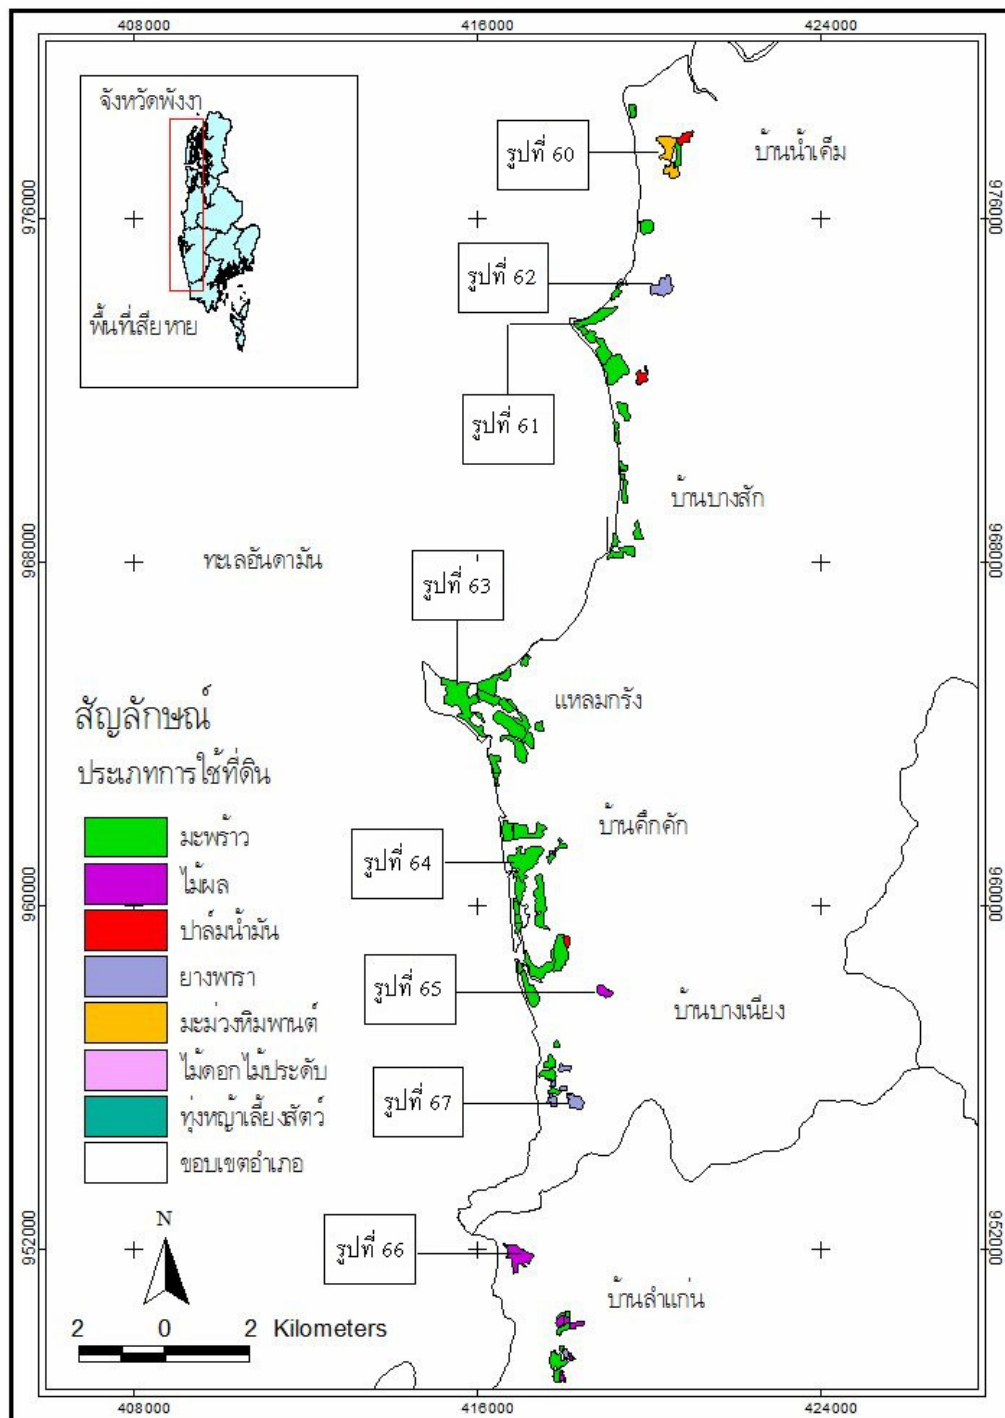 408000
416000
424000
จังหวัดพังงา
พื้นที่เสียหาย
รูปที่ 60
บ้านน้ำเค็ม
976000
976000
รูปที่ 62
รูปที่ 61
บ้านบางสัก
968000
968000
ทะเลอันดามัน
รูปที่ 63
แหลมกรัง
สัญลักษณ์
ประเภทการใช้ที่ดิน
มะพร้าว
ไม้ผล
ปาล์มน้ำมัน
ยางพารา
มะม่วงหิมพานต์
ไม้ดอกไม้ประดับ
ทุ่งหญ้าเลี้ยงสัตว์
ขอบเขตอำเภอ
บ้านคึกคัก
รูปที่ 64
960000
960000
รูปที่ 65
บ้านบางเนียง
รูปที่ 67
N
952000
952000
รูปที่ 66
บ้านลำแก่น
2 0 2 Kilometers
408000
416000
424000